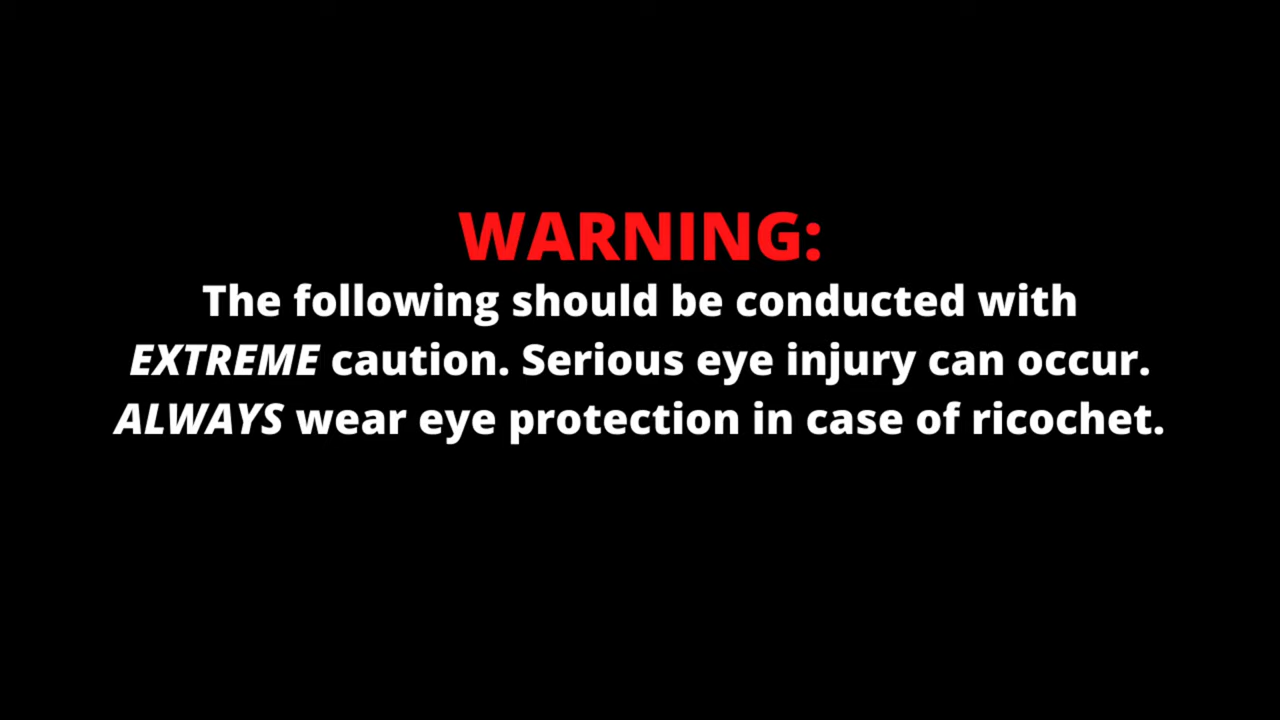 WARNING:
The following should be conducted with
EXTREME caution. Serious eye injury can occur.
ALWAYS wear eye protection in case of ricochet.